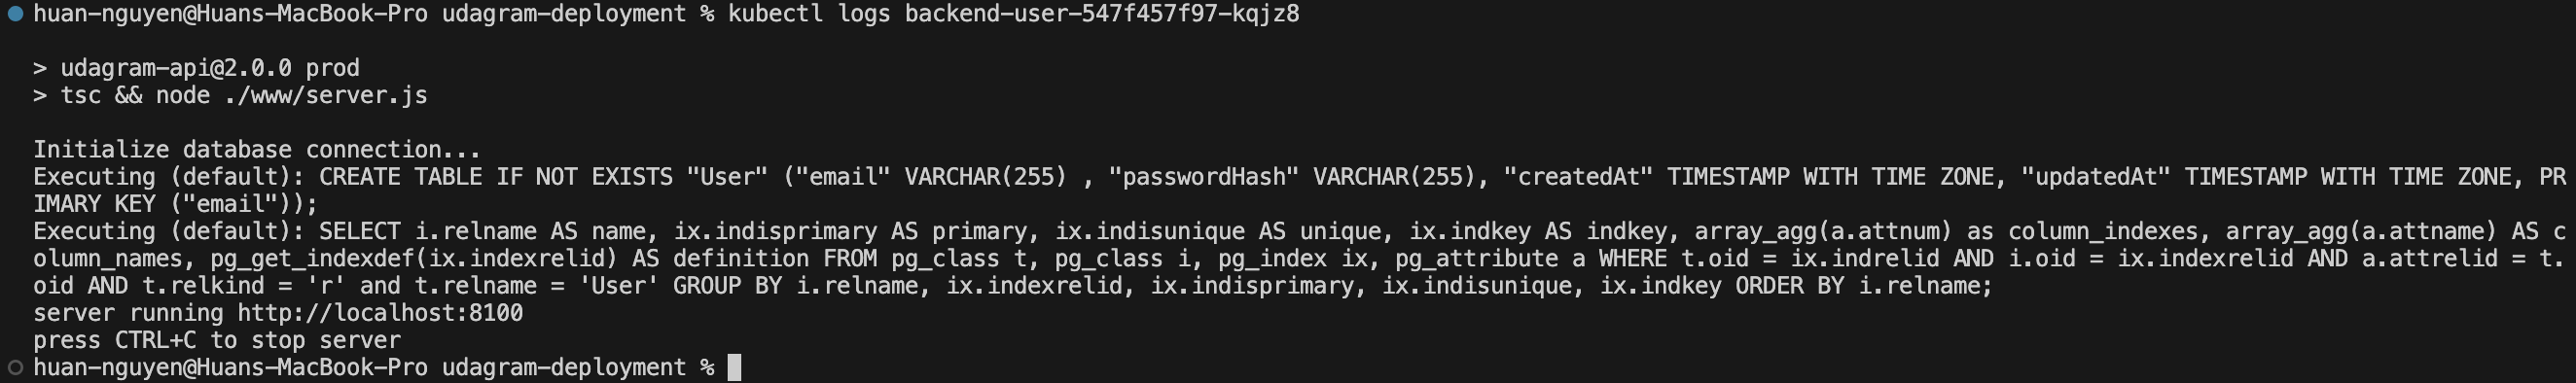 huan-nguyen@Huans-MacBook-Pro udagram-deployment % kubectl logs backend-user-547f457f97-kqjz8
> udagram-api@2.0.0 prod
> tsc && node ./www/server.js
Initialize database connection...
Executing (default): CREATE TABLE IF NOT EXISTS "User" ("email" VARCHAR(255) , "passwordHash" VARCHAR(255), "createdAt" TIMESTAMP WITH TIME ZONE, "updatedAt" TIMESTAMP WITH TIME ZONE, PR
IMARY KEY ("email"));
Executing (default): SELECT i.relname AS name, ix.indisprimary AS primary, ix.indisunique AS unique, ix.indkey AS indkey, array_agg(a.attnum) as column_indexes, array_agg(a.attname) AS c
olumn_names, pg_get_indexdef(ix.indexrelid) AS definition FROM pg_class t, pg_class i, pg_index ix, pg_attribute a WHERE t.oid = ix.indrelid AND i.oid = ix.indexrelid AND a.attrelid = t.
oid AND t.relkind = 'r' and t.relname = 'User' GROUP BY i.relname, ix.indexrelid, ix.indisprimary, ix.indisunique, ix.indkey ORDER BY i.relname;
server running http://localhost:8100
press CTRL+C to stop server
huan-nguyen@Huans-MacBook-Pro udagram-deployment %